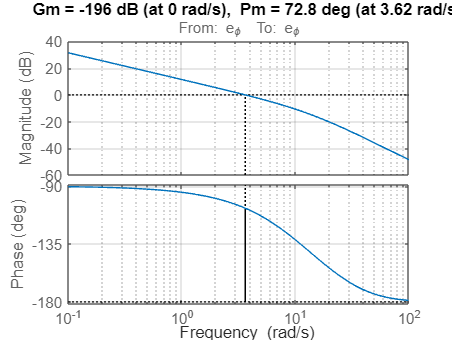 Gm = -196 dB (at 0 rad/s), Pm = 72.8 deg (at 3.62 rad/s
From: eϕ To: eϕ
40
20
0
-20
-40
-60
Magnitude (dB)
-90
-135
-180
Phase (deg)
10-1 100 101 102
Frequency (rad/s)